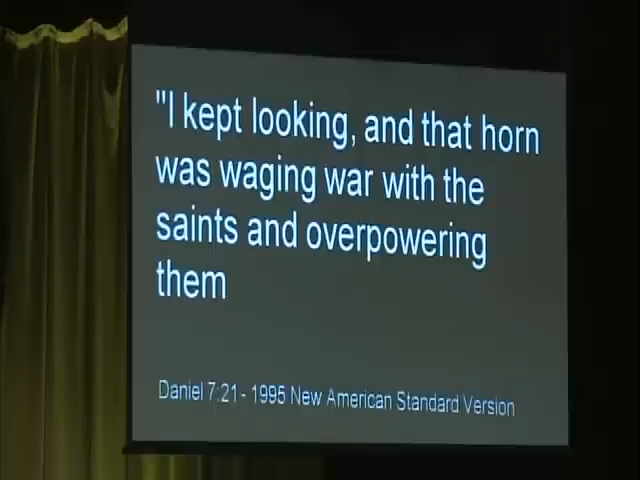 "I kept looking, and that horn
was waging war with the
saints and overpowering
them
Daniel 7:21 - 1995 New American Standard Version